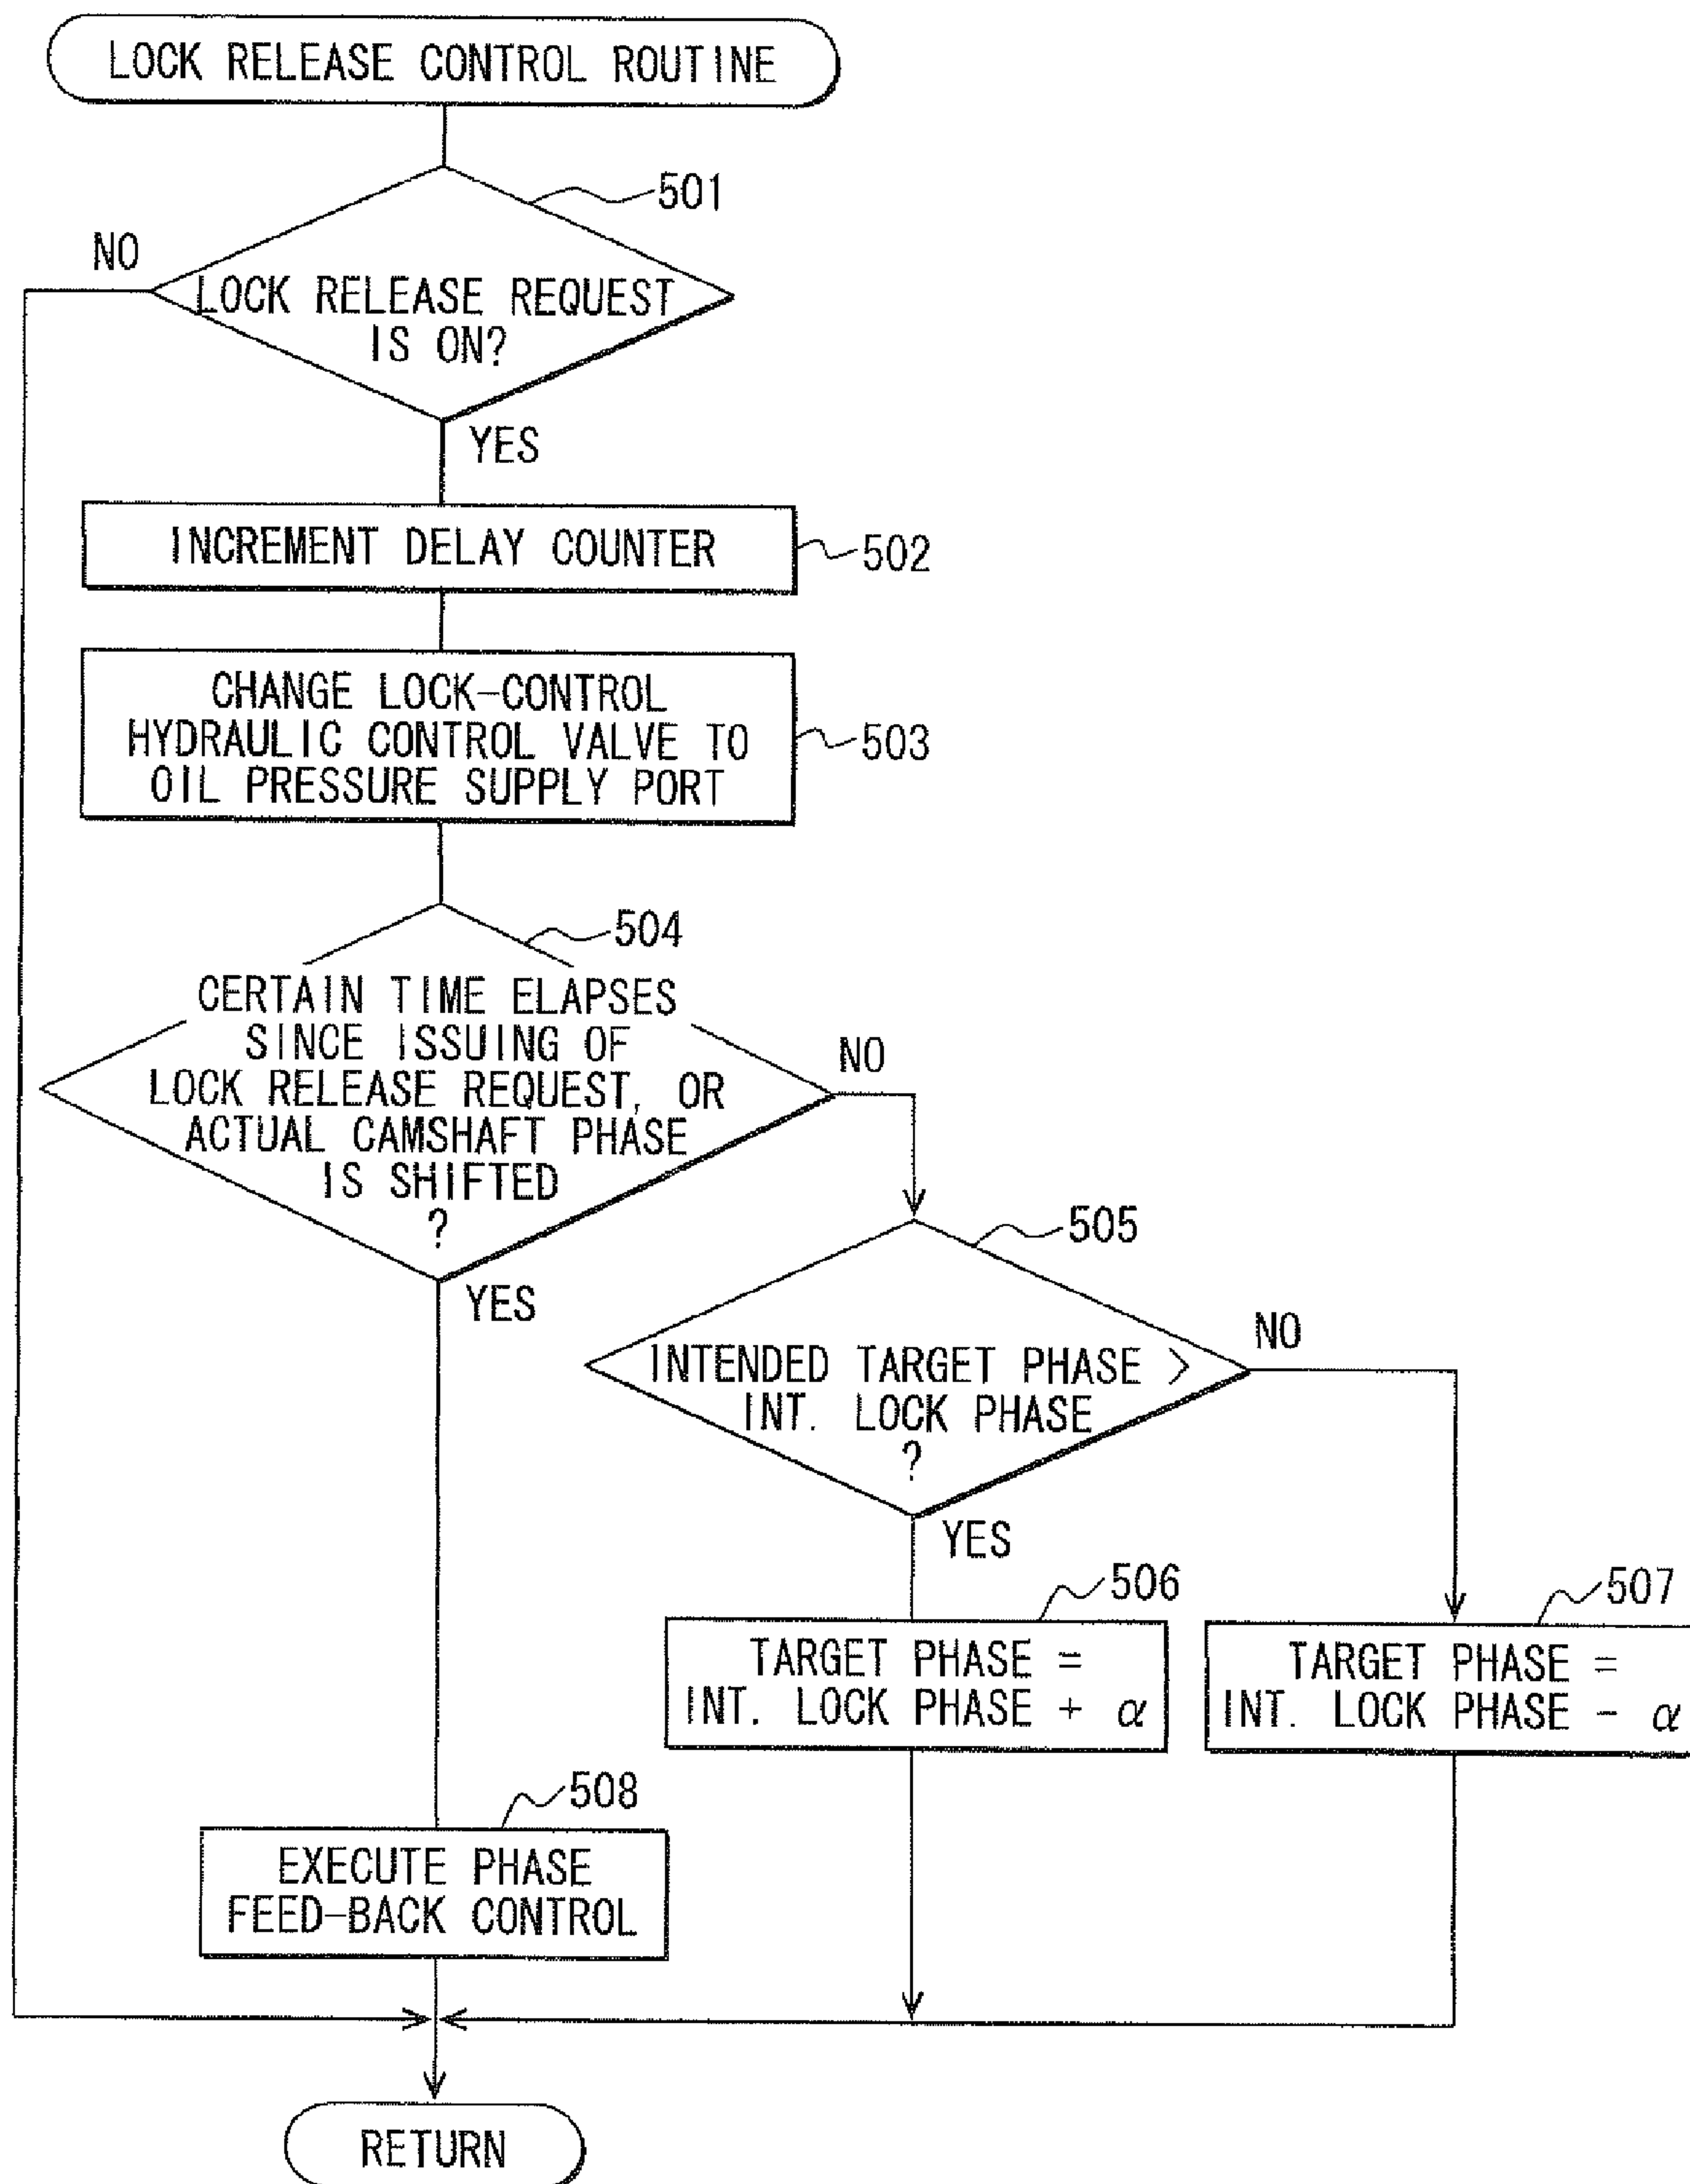 LOCK RELEASE CONTROL ROUTINE
501
NO
LOCK RELEASE REQUEST
IS ON?
YES
INCREMENT DELAY COUNTER
502
CHANGE LOCK-CONTROL
HYDRAULIC CONTROL VALVE TO
OIL PRESSURE SUPPLY PORT
503
504
CERTAIN TIME ELAPSES
SINCE ISSUING OF
LOCK RELEASE REQUEST, OR
ACTUAL CAMSHAFT PHASE
IS SHIFTED
?
NO
YES
505
INTENDED TARGET PHASE >
INT. LOCK PHASE
?
NO
YES
506
TARGET PHASE =
INT. LOCK PHASE + α
507
TARGET PHASE =
INT. LOCK PHASE - α
508
EXECUTE PHASE
FEED-BACK CONTROL
RETURN